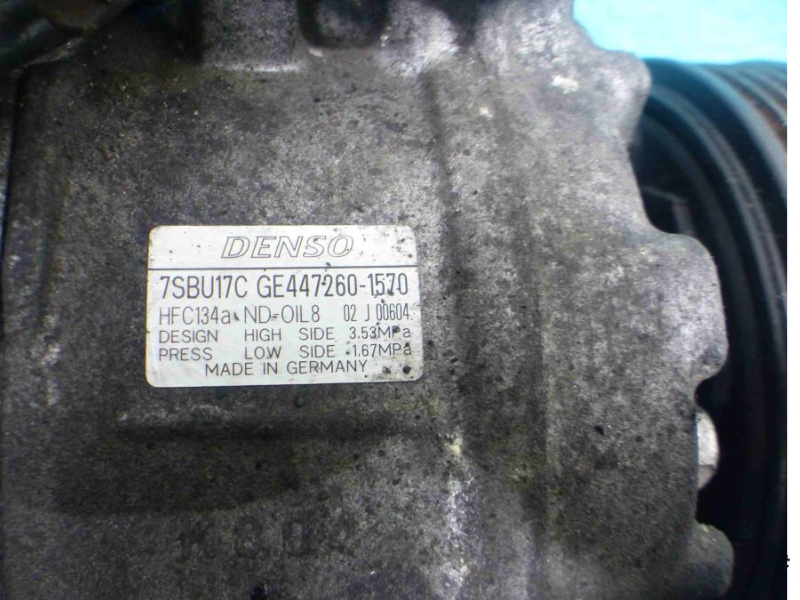 DENSO
7SBU17C GE447260-1570
HFC134a ND-OIL8 02 J 00604
DESIGN HIGH SIDE 3.53MPa
PRESS LOW SIDE 1.67MPa
MADE IN GERMANY